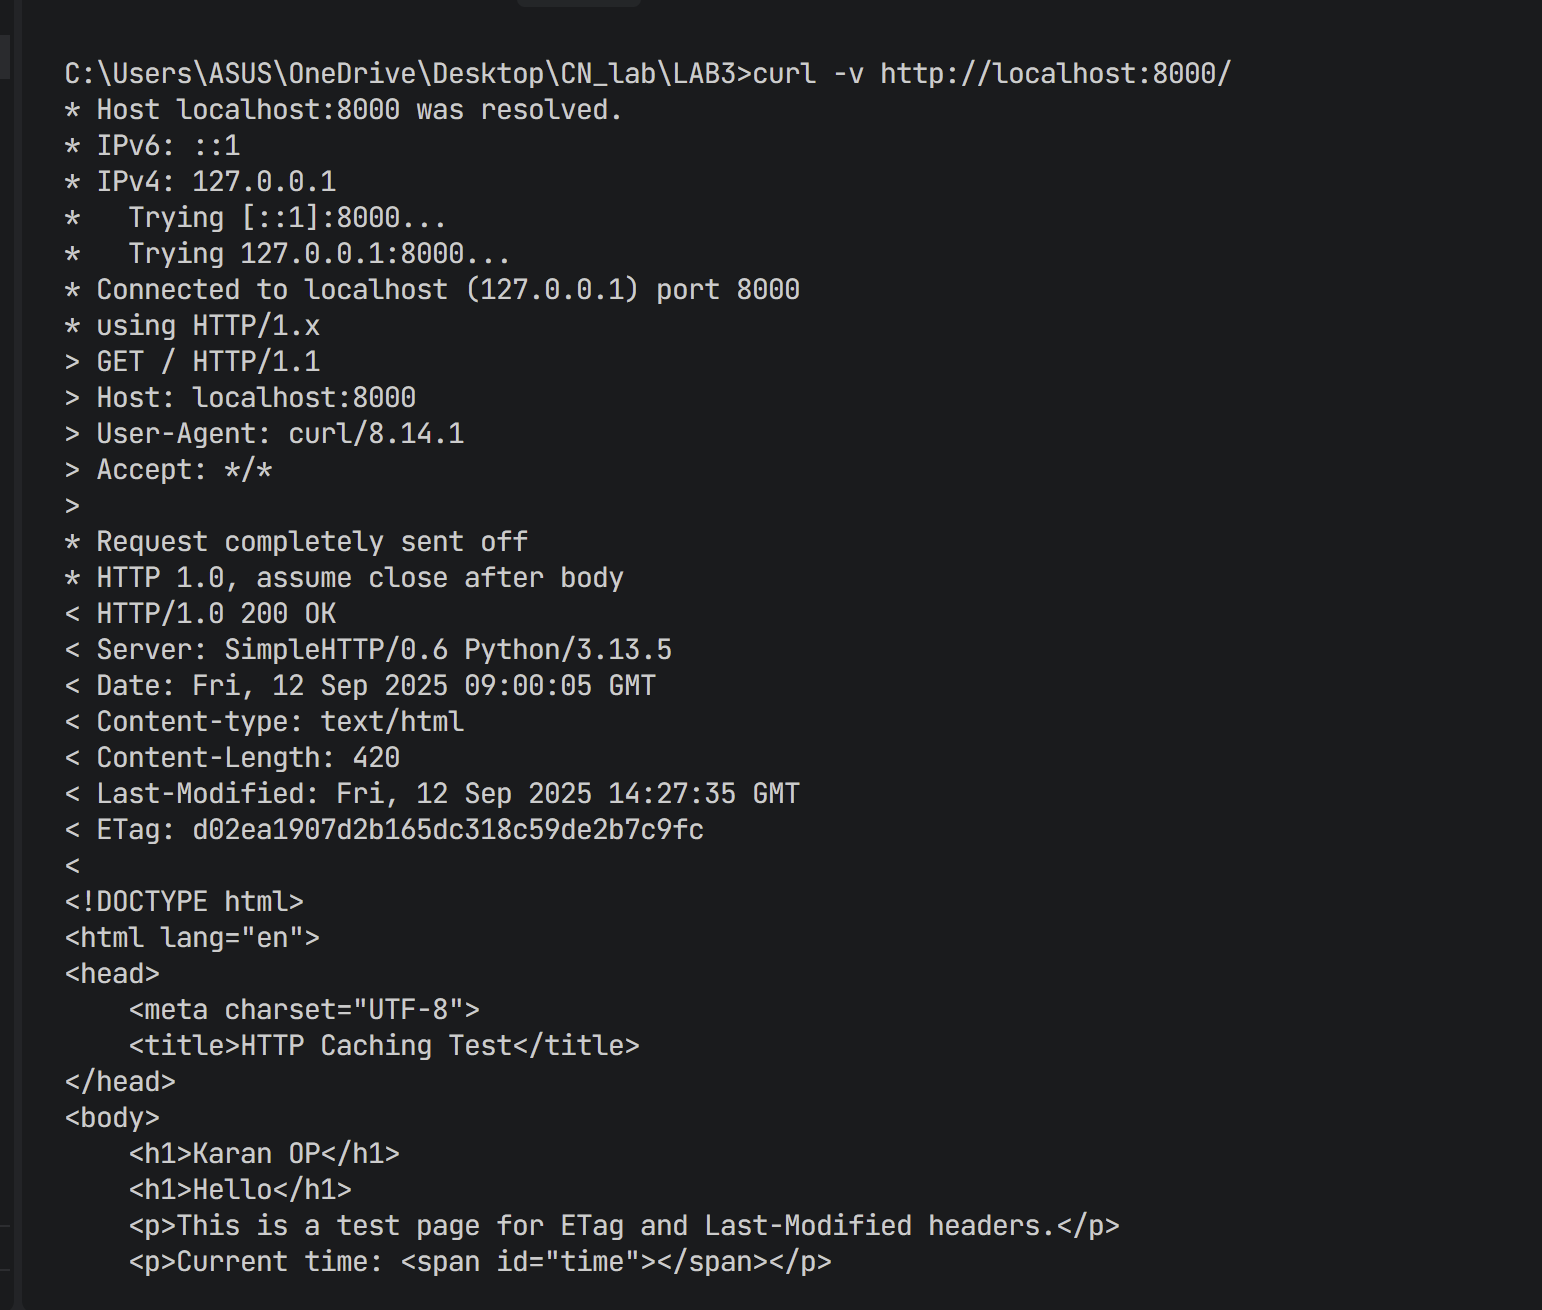 C:\Users\ASUS\OneDrive\Desktop\CN_lab\LAB3>curl -v http://localhost:8000/
* Host localhost:8000 was resolved.
* IPv6: ::1
* IPv4: 127.0.0.1
*   Trying [::1]:8000...
*   Trying 127.0.0.1:8000...
* Connected to localhost (127.0.0.1) port 8000
* using HTTP/1.x
> GET / HTTP/1.1
> Host: localhost:8000
> User-Agent: curl/8.14.1
> Accept: */*
>
* Request completely sent off
* HTTP 1.0, assume close after body
< HTTP/1.0 200 OK
< Server: SimpleHTTP/0.6 Python/3.13.5
< Date: Fri, 12 Sep 2025 09:00:05 GMT
< Content-type: text/html
< Content-Length: 420
< Last-Modified: Fri, 12 Sep 2025 14:27:35 GMT
< ETag: d02ea1907d2b165dc318c59de2b7c9fc
<
<!DOCTYPE html>
<html lang="en">
<head>
    <meta charset="UTF-8">
    <title>HTTP Caching Test</title>
</head>
<body>
    <h1>Karan OP</h1>
    <h1>Hello</h1>
    <p>This is a test page for ETag and Last-Modified headers.</p>
    <p>Current time: <span id="time"></span></p>